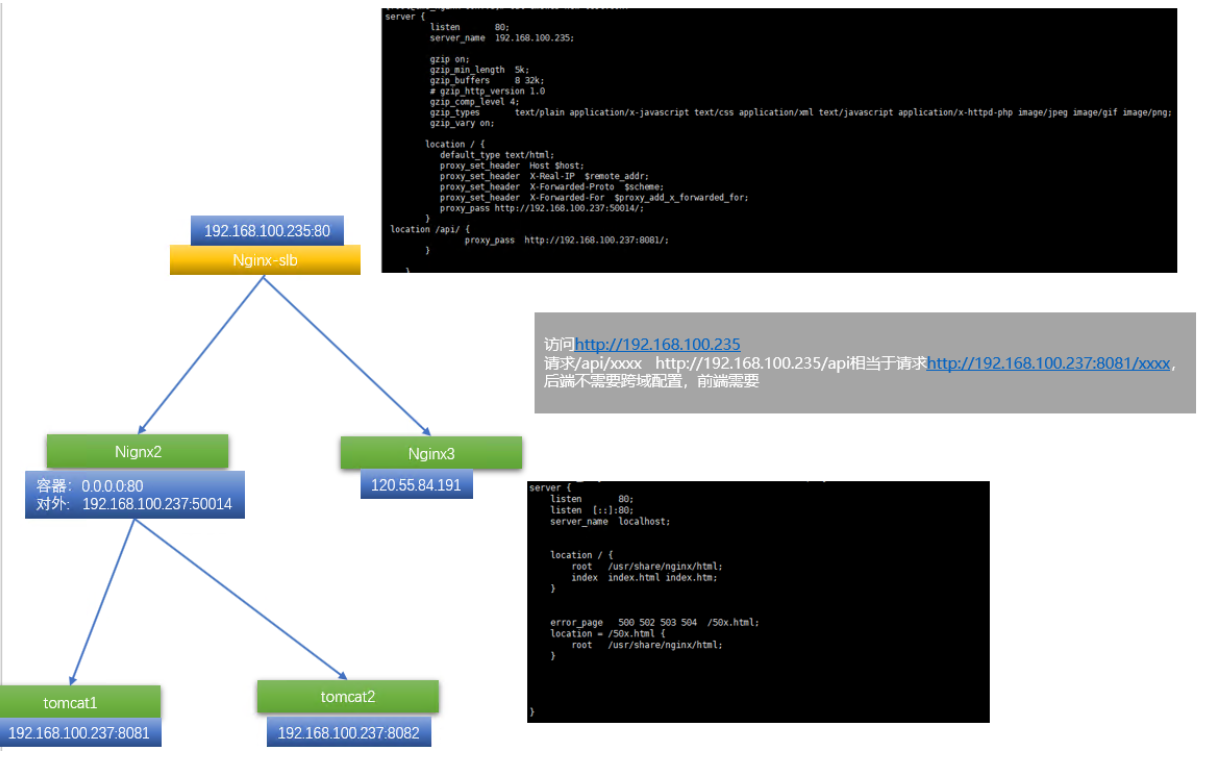 server {
listen 80;
server_name 192.168.100.235;
gzip on;
gzip_min_length 5k;
gzip_buffers 8 32k;
# gzip_http_version 1.0
gzip_comp_level 4;
gzip_types text/plain application/x-javascript text/css application/xml text/javascript application/x-httpd-php image/jpeg image/gif image/png;
gzip_vary on;
location / {
default_type text/html;
proxy_set_header Host $host;
proxy_set_header X-Real-IP $remote_addr;
proxy_set_header X-Forwarded-Proto $scheme;
proxy_set_header X-Forwarded-For $proxy_add_x_forwarded_for;
proxy_pass http://192.168.100.237:50014/;
}
location /api/ {
proxy_pass http://192.168.100.237:8081/;
}
}
192.168.100.235:80
Nginx-slb
访问http://192.168.100.235
请求/api/xxxx http://192.168.100.235/api相当于请求http://192.168.100.237:8081/xxxx，
后端不需要跨域配置，前端需要
Nignx2
容器：0.0.0.0:80
对外：192.168.100.237:50014
Nginx3
120.55.84.191
server {
listen 80;
listen [::]:80;
server_name localhost;
location / {
root /usr/share/nginx/html;
index index.html index.htm;
}
error_page 500 502 503 504 /50x.html;
location = /50x.html {
root /usr/share/nginx/html;
}
}
tomcat1
192.168.100.237:8081
tomcat2
192.168.100.237:8082